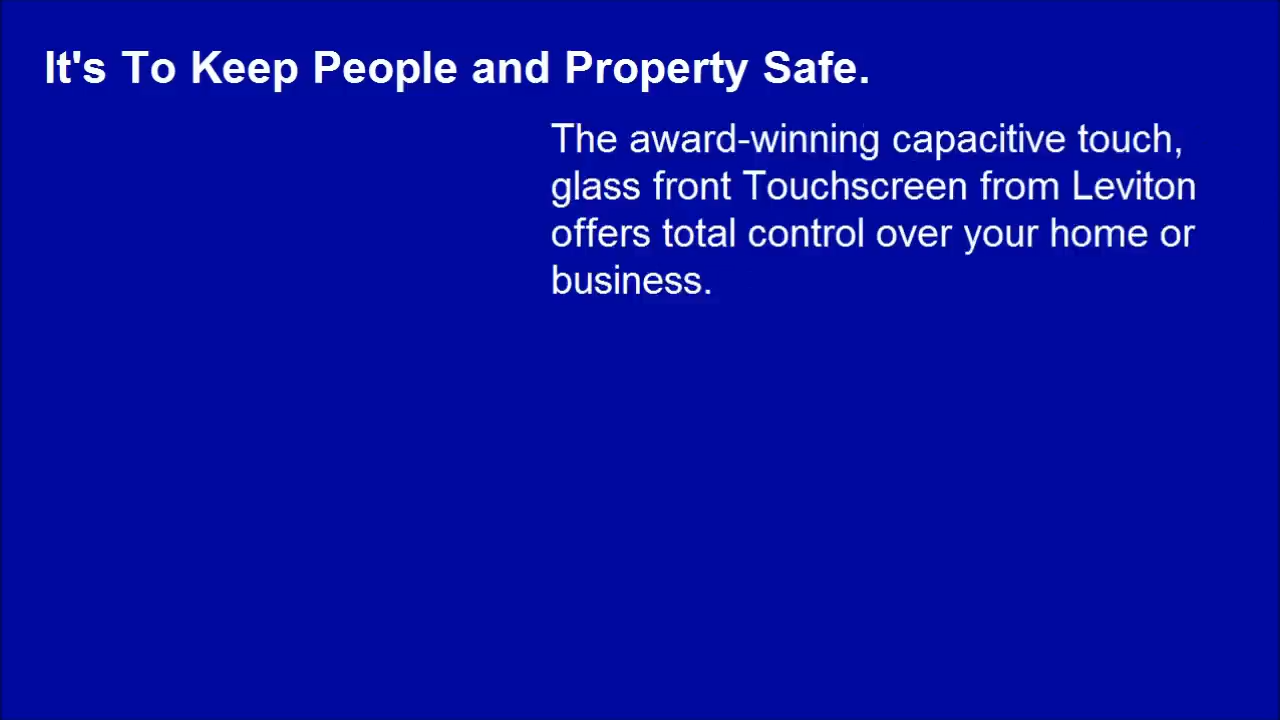 It's To Keep People and Property Safe.
The award-winning capacitive touch,
glass front Touchscreen from Leviton
offers total control over your home or
business.